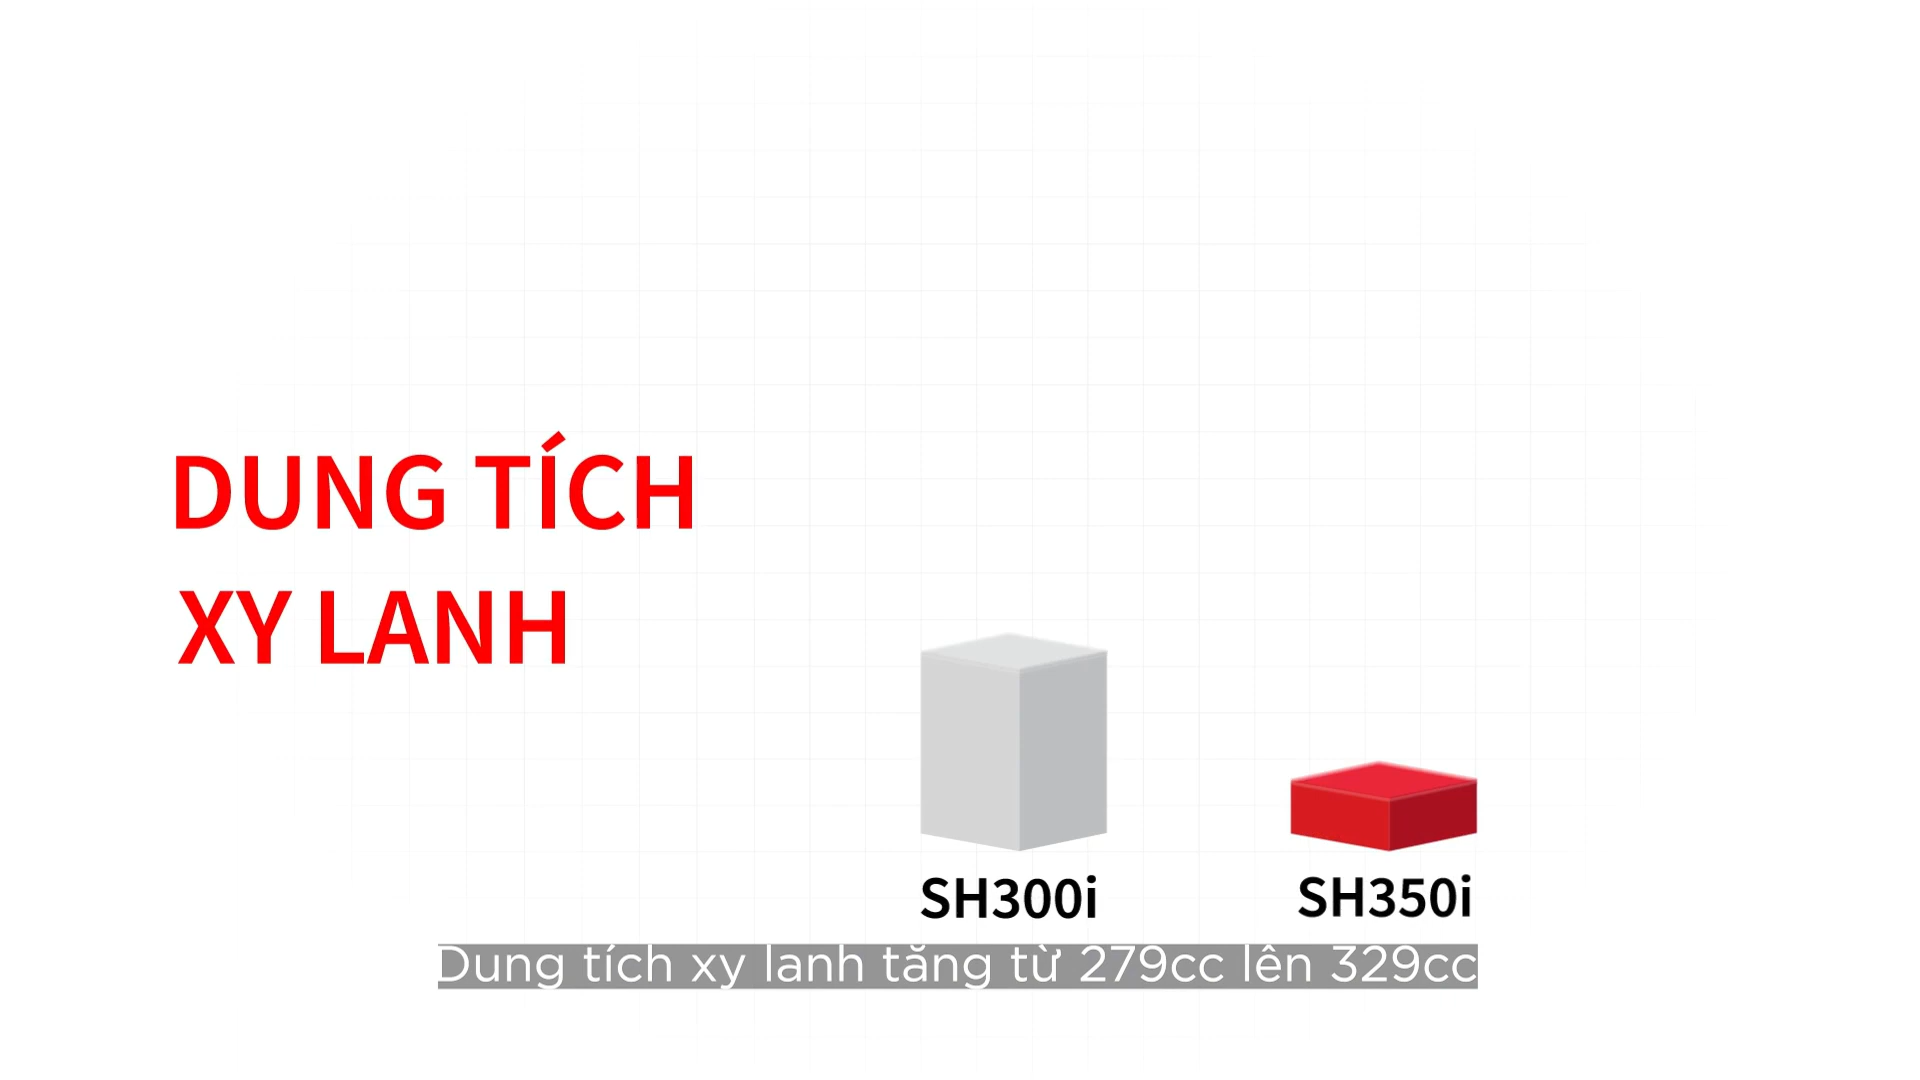 DUNG TÍCH
XY LANH
SH300i
SH350i
Dung tích xy lanh tăng từ 279cc lên 329cc